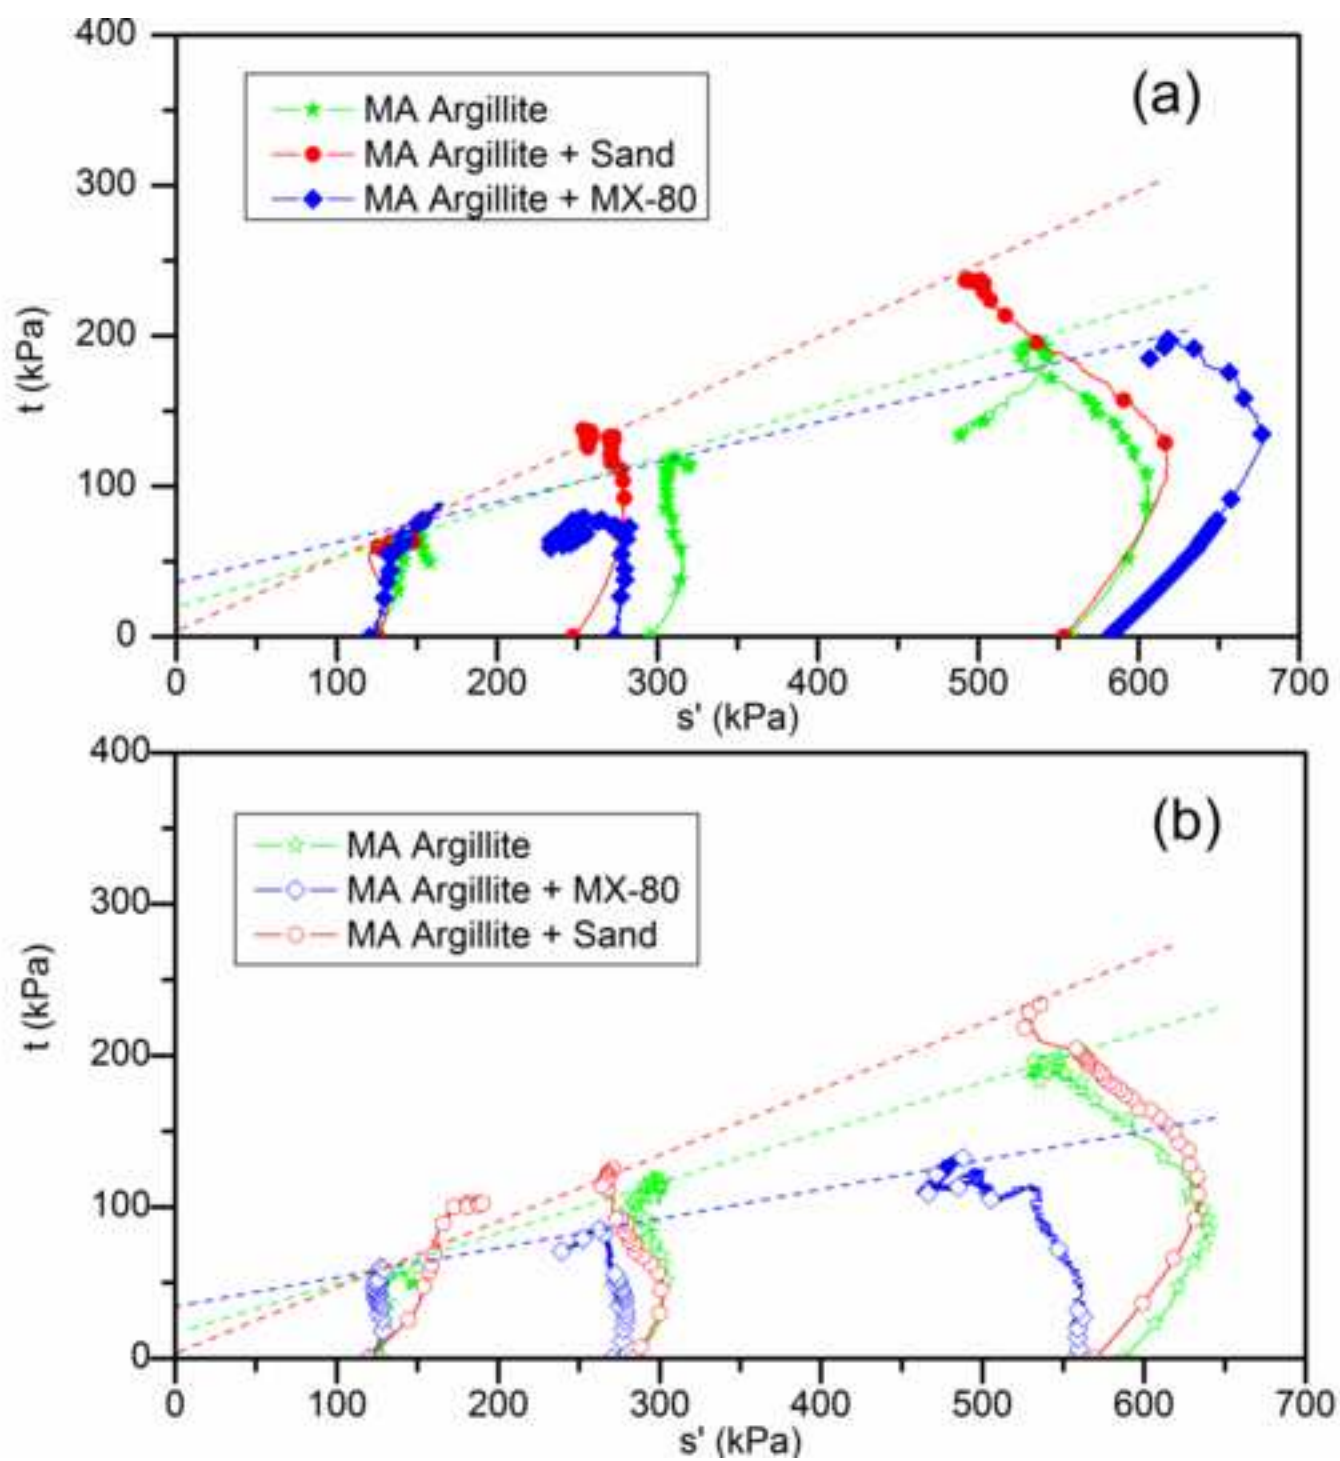 400
(a)
MA Argillite
MA Argillite + Sand
MA Argillite + MX-80
300
200
t (kPa)
100
0
0 100 200 300 400 500 600 700
s' (kPa)
400
(b)
MA Argillite
MA Argillite + MX-80
MA Argillite + Sand
300
200
t (kPa)
100
0
0 100 200 300 400 500 600 700
s' (kPa)